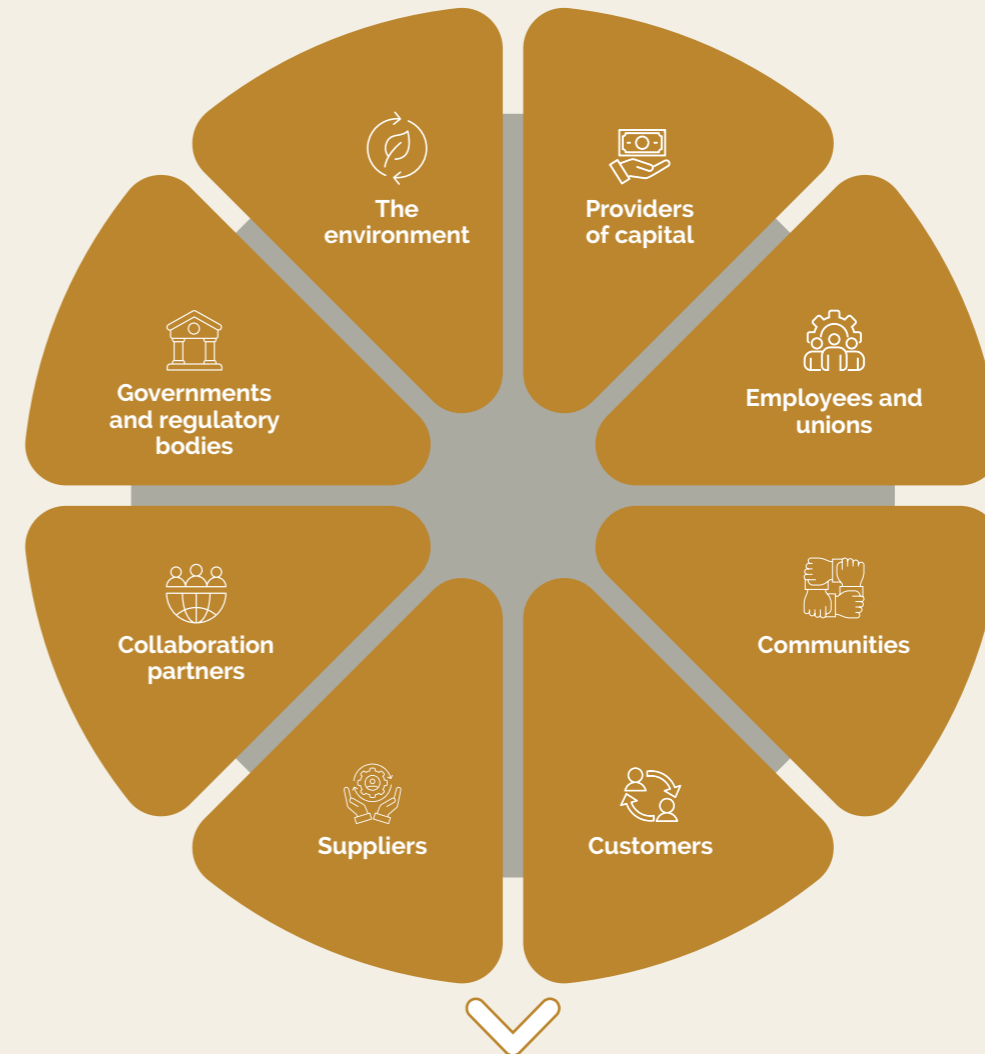 The
environment
Providers
of capital
Employees and
unions
Communities
Customers
Suppliers
Collaboration
partners
Governments
and regulatory
bodies